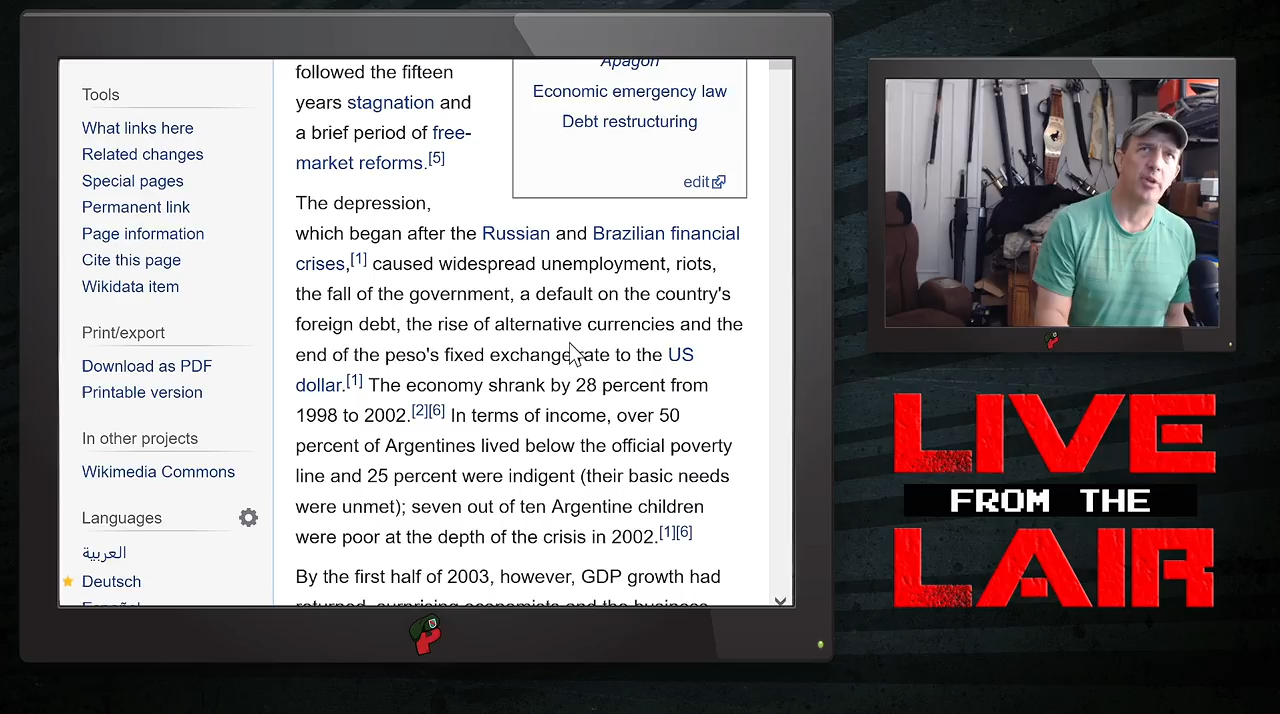 Tools
What links here
Related changes
Special pages
Permanent link
Page information
Cite this page
Wikidata item
Print/export
Download as PDF
Printable version
In other projects
Wikimedia Commons
Languages
العربية
Deutsch
Español
followed the fifteen
years stagnation and
a brief period of free-
market reforms.[5]
Apagón
Economic emergency law
Debt restructuring
edit
The depression,
which began after the Russian and Brazilian financial
crises,[1] caused widespread unemployment, riots,
the fall of the government, a default on the country's
foreign debt, the rise of alternative currencies and the
end of the peso's fixed exchange rate to the US
dollar.[1] The economy shrank by 28 percent from
1998 to 2002.[2][6] In terms of income, over 50
percent of Argentines lived below the official poverty
line and 25 percent were indigent (their basic needs
were unmet); seven out of ten Argentine children
were poor at the depth of the crisis in 2002.[1][6]
By the first half of 2003, however, GDP growth had
returned, surprising economists and the business
LIVE
FROM THE
LAIR